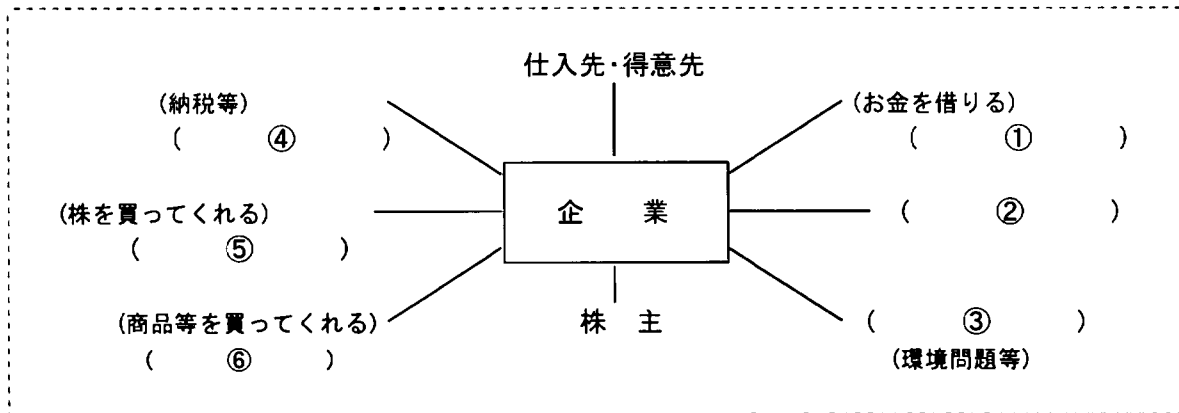 仕入先・得意先
(納税等)
( ④ )
(お金を借りる)
( ① )
(株を買ってくれる)
( ⑤ )
企 業
( ② )
(商品等を買ってくれる)
( ⑥ )
株 主
( ③ )
(環境問題等)